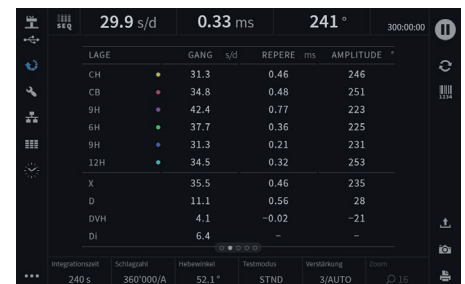 SEQ 29.9 s/d 0.33 ms 241 ° 300:00:00
LAGE GANG s/d REPERE ms AMPLITUDE °
CH 31.3 0.46 246
CB 34.8 0.48 251
9H 42.4 0.77 223
6H 37.7 0.36 225
9H 31.3 0.21 231
12H 34.5 0.32 253
X 35.5 0.46 235
D 11.1 0.56 28
DVH 4.1 -0.02 -21
Di 6.4 - -
Integrationszeit Schlagzahl Hebewinkel Testmodus Verstärkung Zoom
240 s 360'000/A 52.1 ° STND 3/AUTO 16
1234